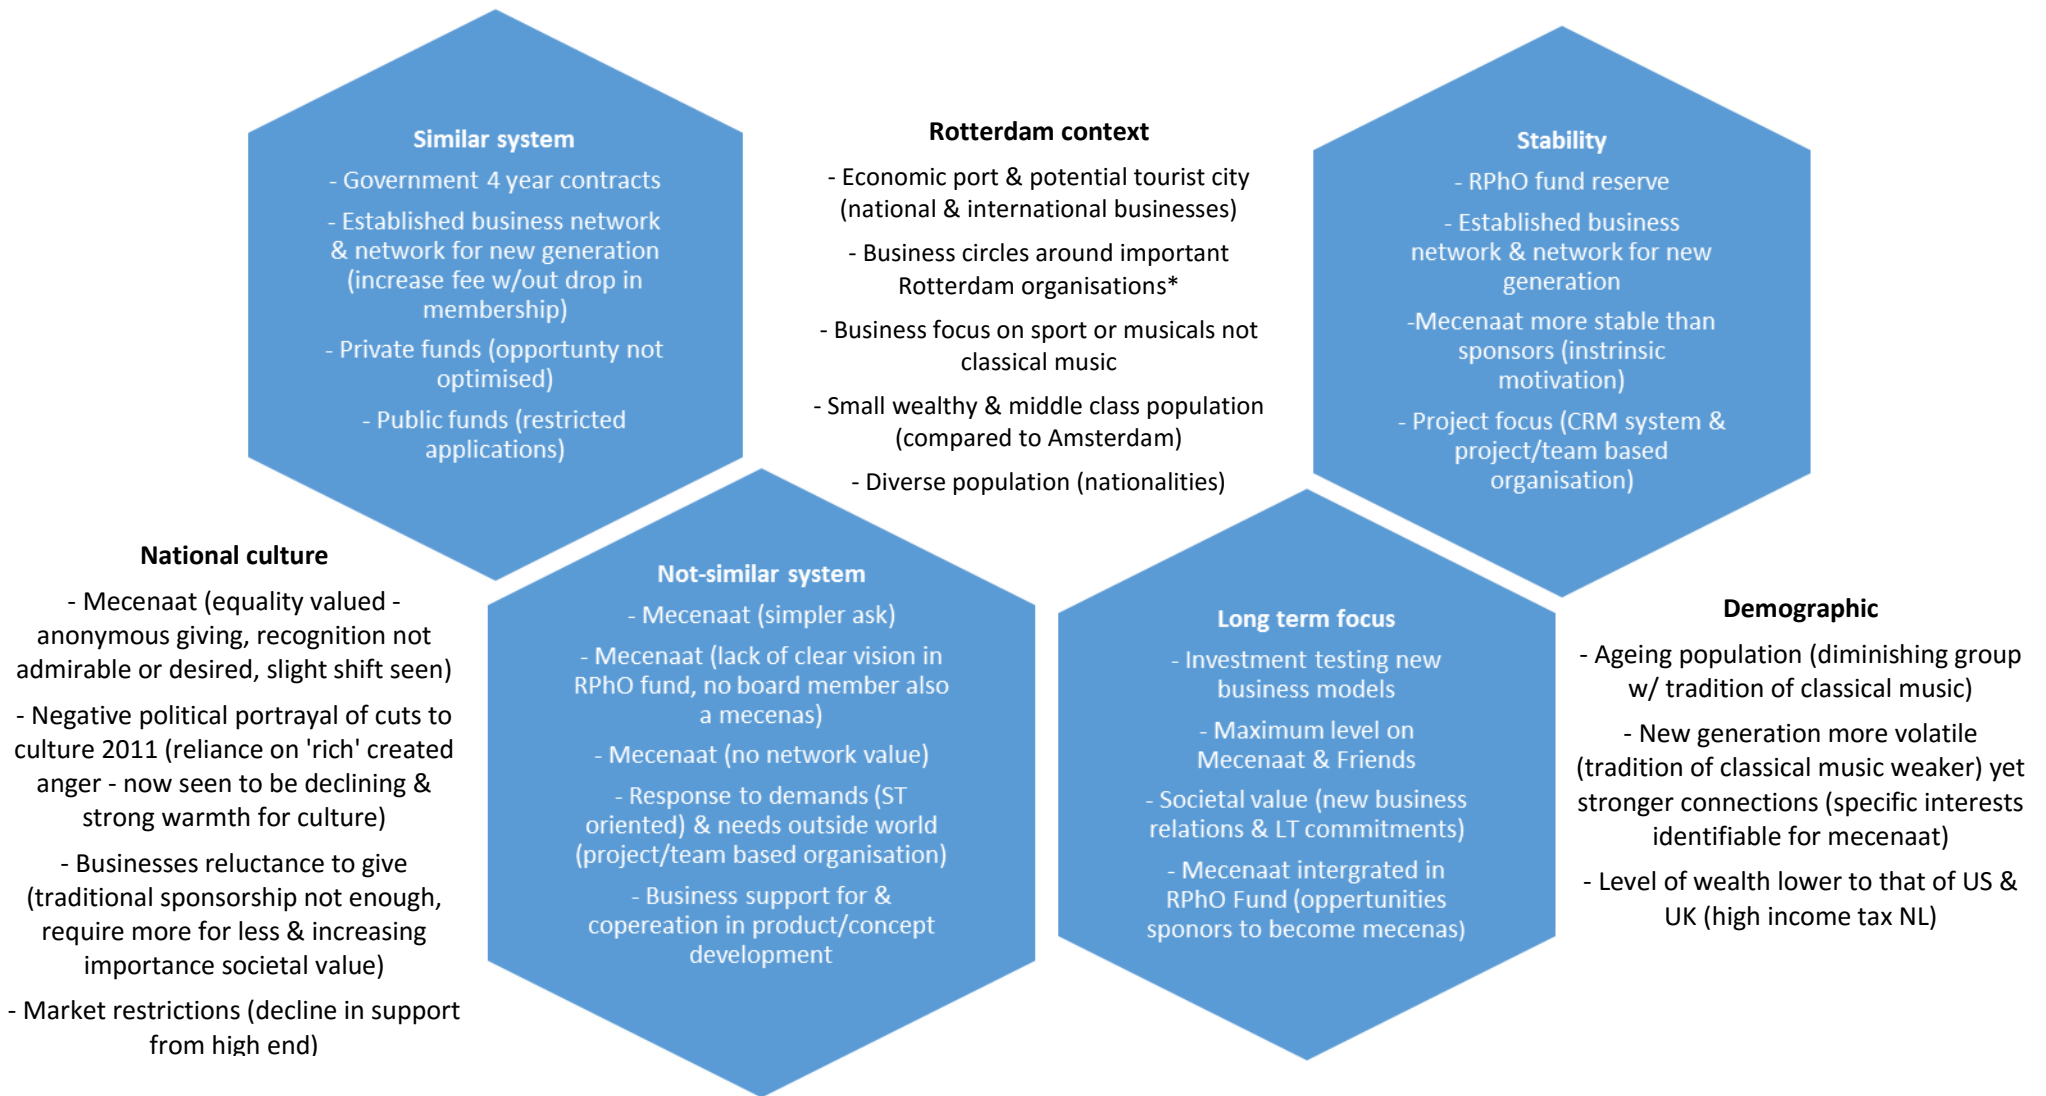 Similar system
- Government 4 year contracts
- Established business network
& network for new generation
(increase fee w/out drop in
membership)
- Private funds (opportunty not
optimised)
- Public funds (restricted
applications)
Rotterdam context
- Economic port & potential tourist city
(national & international businesses)
- Business circles around important
Rotterdam organisations*
- Business focus on sport or musicals not
classical music
- Small wealthy & middle class population
(compared to Amsterdam)
- Diverse population (nationalities)
Stability
- RPhO fund reserve
- Established business
network & network for new
generation
-Mecenaat more stable than
sponsors (instrinsic
motivation)
- Project focus (CRM system &
project/team based
organisation)
National culture
- Mecenaat (equality valued -
anonymous giving, recognition not
admirable or desired, slight shift seen)
- Negative political portrayal of cuts to
culture 2011 (reliance on 'rich' created
anger - now seen to be declining &
strong warmth for culture)
- Businesses reluctance to give
(traditional sponsorship not enough,
require more for less & increasing
importance societal value)
- Market restrictions (decline in support
from high end)
Not-similar system
- Mecenaat (simpler ask)
- Mecenaat (lack of clear vision in
RPhO fund, no board member also
a mecenas)
- Mecenaat (no network value)
- Response to demands (ST
oriented) & needs outside world
(project/team based organisation)
- Business support for &
copereation in product/concept
development
Long term focus
- Investment testing new
business models
- Maximum level on
Mecenaat & Friends
- Societal value (new business
relations & LT commitments)
- Mecenaat intergrated in
RPhO Fund (oppertunities
sponors to become mecenas)
Demographic
- Ageing population (diminishing group
w/ tradition of classical music)
- New generation more volatile
(tradition of classical music weaker) yet
stronger connections (specific interests
identifiable for mecenaat)
- Level of wealth lower to that of US &
UK (high income tax NL)